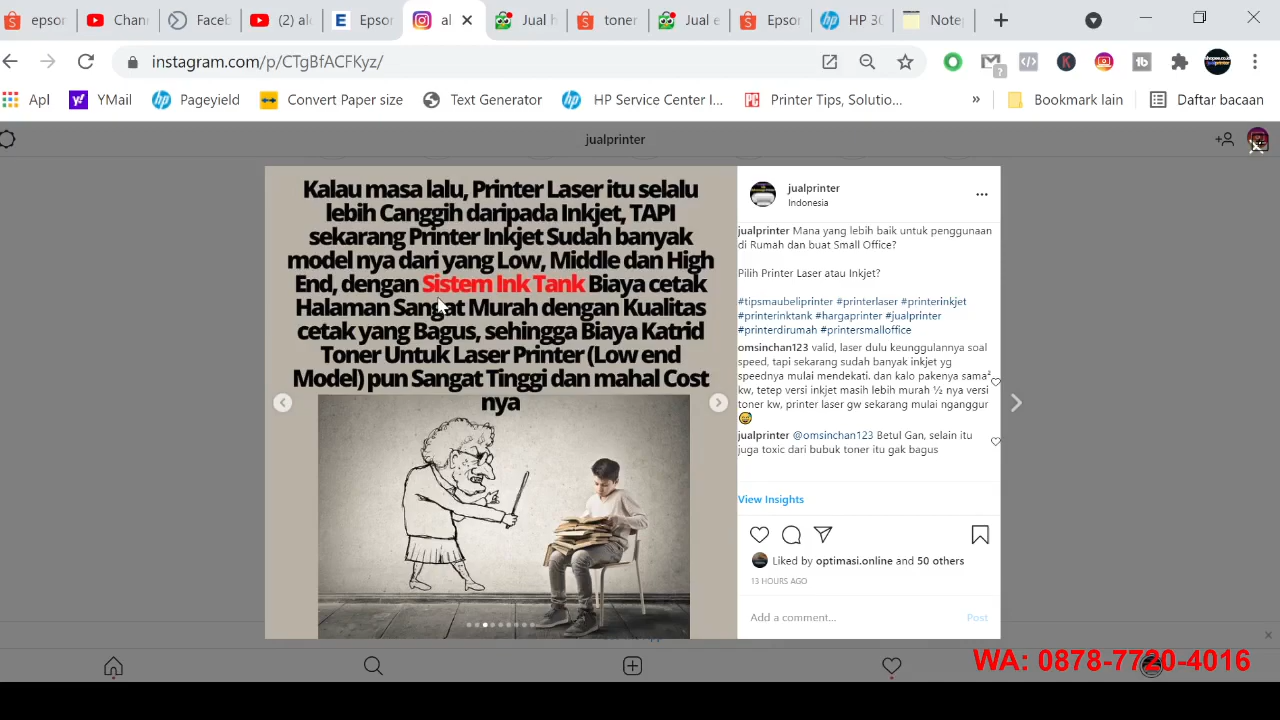 epsor
Chan
Faceb
(2) al
Epsor
al
Jual h
toner
Jual e
Epso
HP 30
Note
instagram.com/p/CTgBfACFKyz/
Apl
YMail
Pageyield
Convert Paper size
Text Generator
HP Service Center I...
Printer Tips, Solutio...
»
Bookmark lain
Daftar bacaan
jualprinter
Kalau masa lalu, Printer Laser itu selalu
lebih Canggih daripada Inkjet, TAPI
sekarang Printer Inkjet Sudah banyak
model nya dari yang Low, Middle dan High
End, dengan Sistem Ink Tank Biaya cetak
Halaman Sangat Murah dengan Kualitas
cetak yang Bagus, sehingga Biaya Katrid
Toner Untuk Laser Printer (Low end
Model) pun Sangat Tinggi dan mahal Cost
nya
jualprinter
Indonesia
jualprinter Mana yang lebih baik untuk penggunaan
di Rumah dan buat Small Office?
Pilih Printer Laser atau Inkjet?
#tipsmaubeliprinter #printerlaser #printerinkjet
#printerinktank #hargaprinter #jualprinter
#printerdirumah #printersmalloffice
omsinchan123 valid, laser dulu keunggulannya soal
speed, tapi sekarang sudah banyak inkjet yg
speednya mulai mendekati. dan kalo pakenya sama²
kw, tetep versi inkjet masih lebih murah ½ nya versi
toner kw, printer laser gw sekarang mulai nganggur
😅
jualprinter @omsinchan123 Betul Gan, selain itu
juga toxic dari bubuk toner itu gak bagus
View Insights
Liked by optimasi.online and 50 others
13 HOURS AGO
Add a comment... Post
WA: 0878-7720-4016